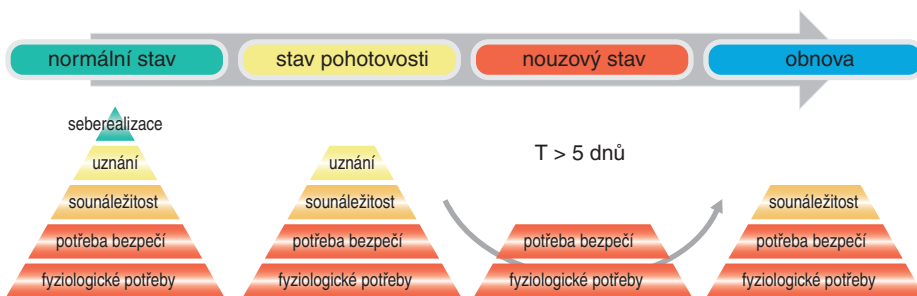 normální stav
stav pohotovosti
nouzový stav
obnova
seberealizace
uznání
sounáležitost
potřeba bezpečí
fyziologické potřeby
uznání
sounáležitost
potřeba bezpečí
fyziologické potřeby
T > 5 dnů
potřeba bezpečí
fyziologické potřeby
sounáležitost
potřeba bezpečí
fyziologické potřeby